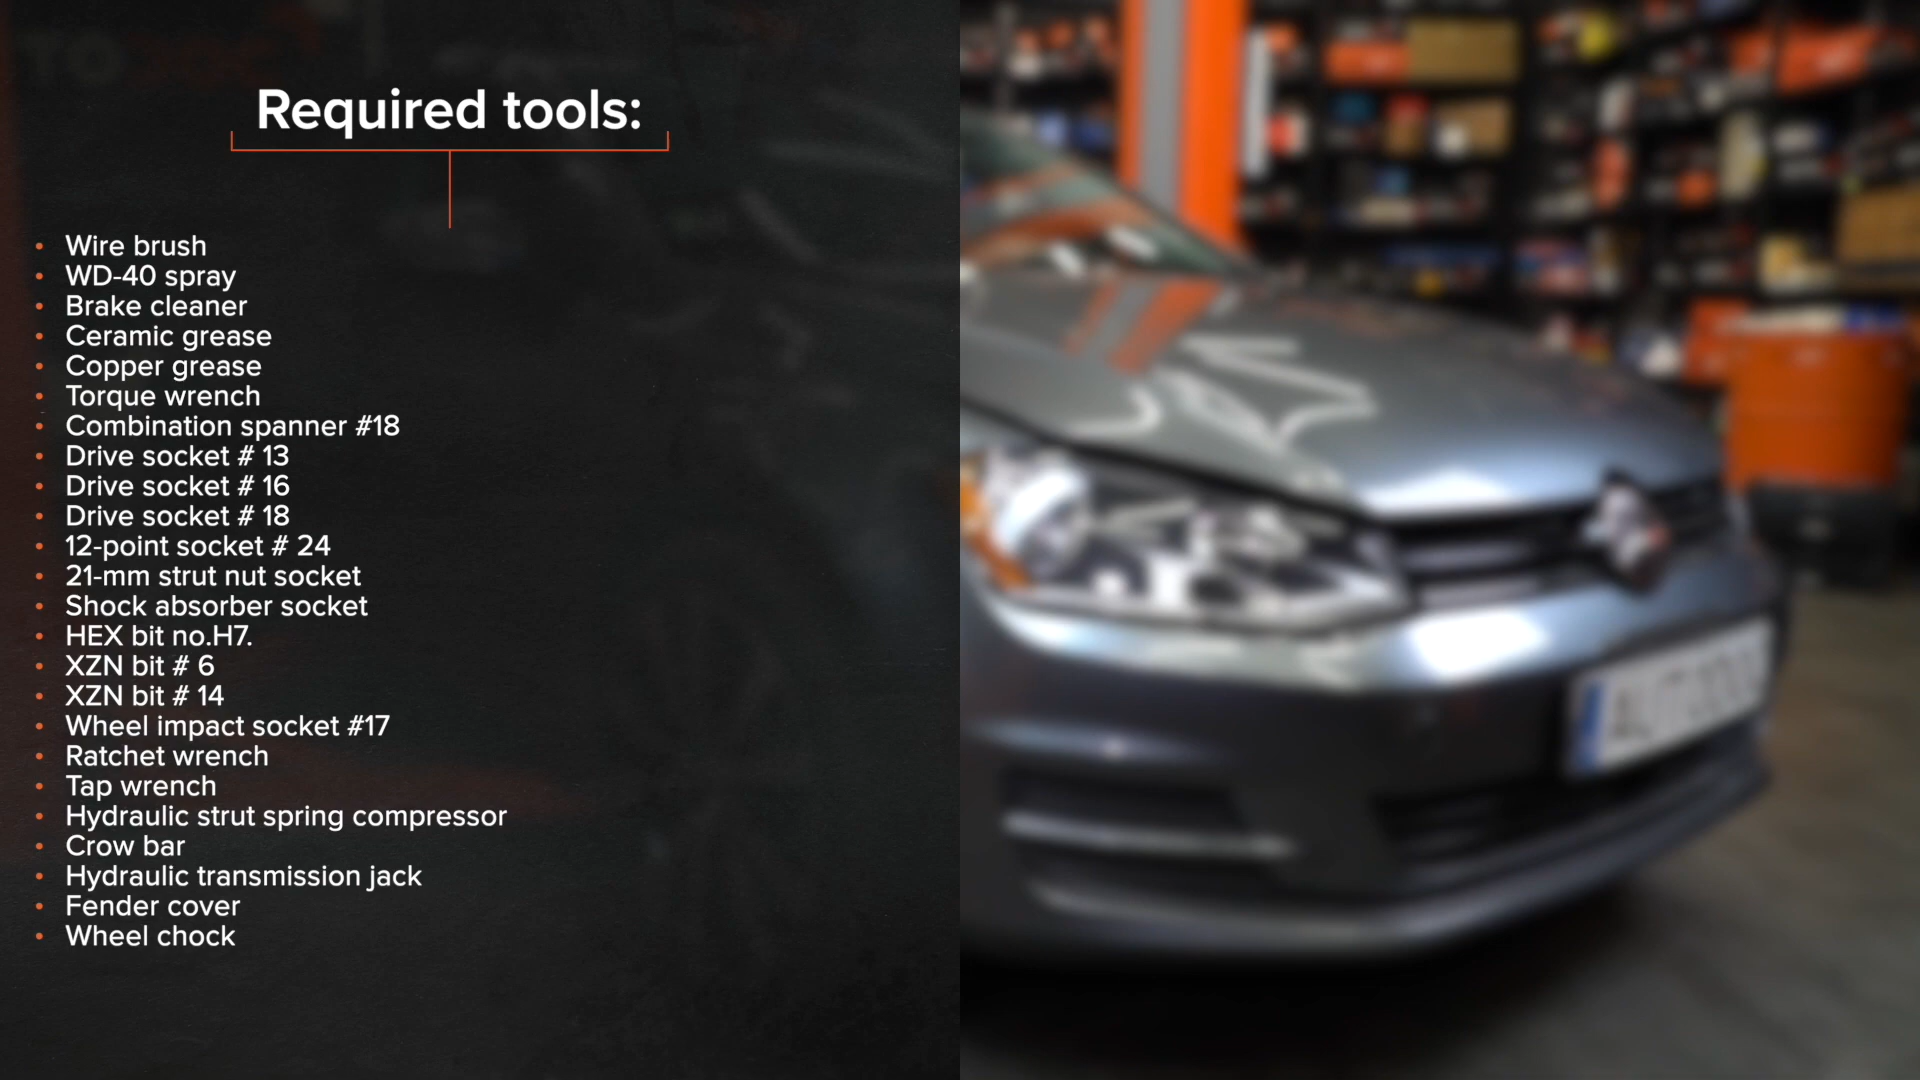 Required tools:
• Wire brush
• WD-40 spray
• Brake cleaner
• Ceramic grease
• Copper grease
• Torque wrench
• Combination spanner #18
• Drive socket # 13
• Drive socket # 16
• Drive socket # 18
• 12-point socket # 24
• 21-mm strut nut socket
• Shock absorber socket
• HEX bit no.H7.
• XZN bit # 6
• XZN bit # 14
• Wheel impact socket #17
• Ratchet wrench
• Tap wrench
• Hydraulic strut spring compressor
• Crow bar
• Hydraulic transmission jack
• Fender cover
• Wheel chock